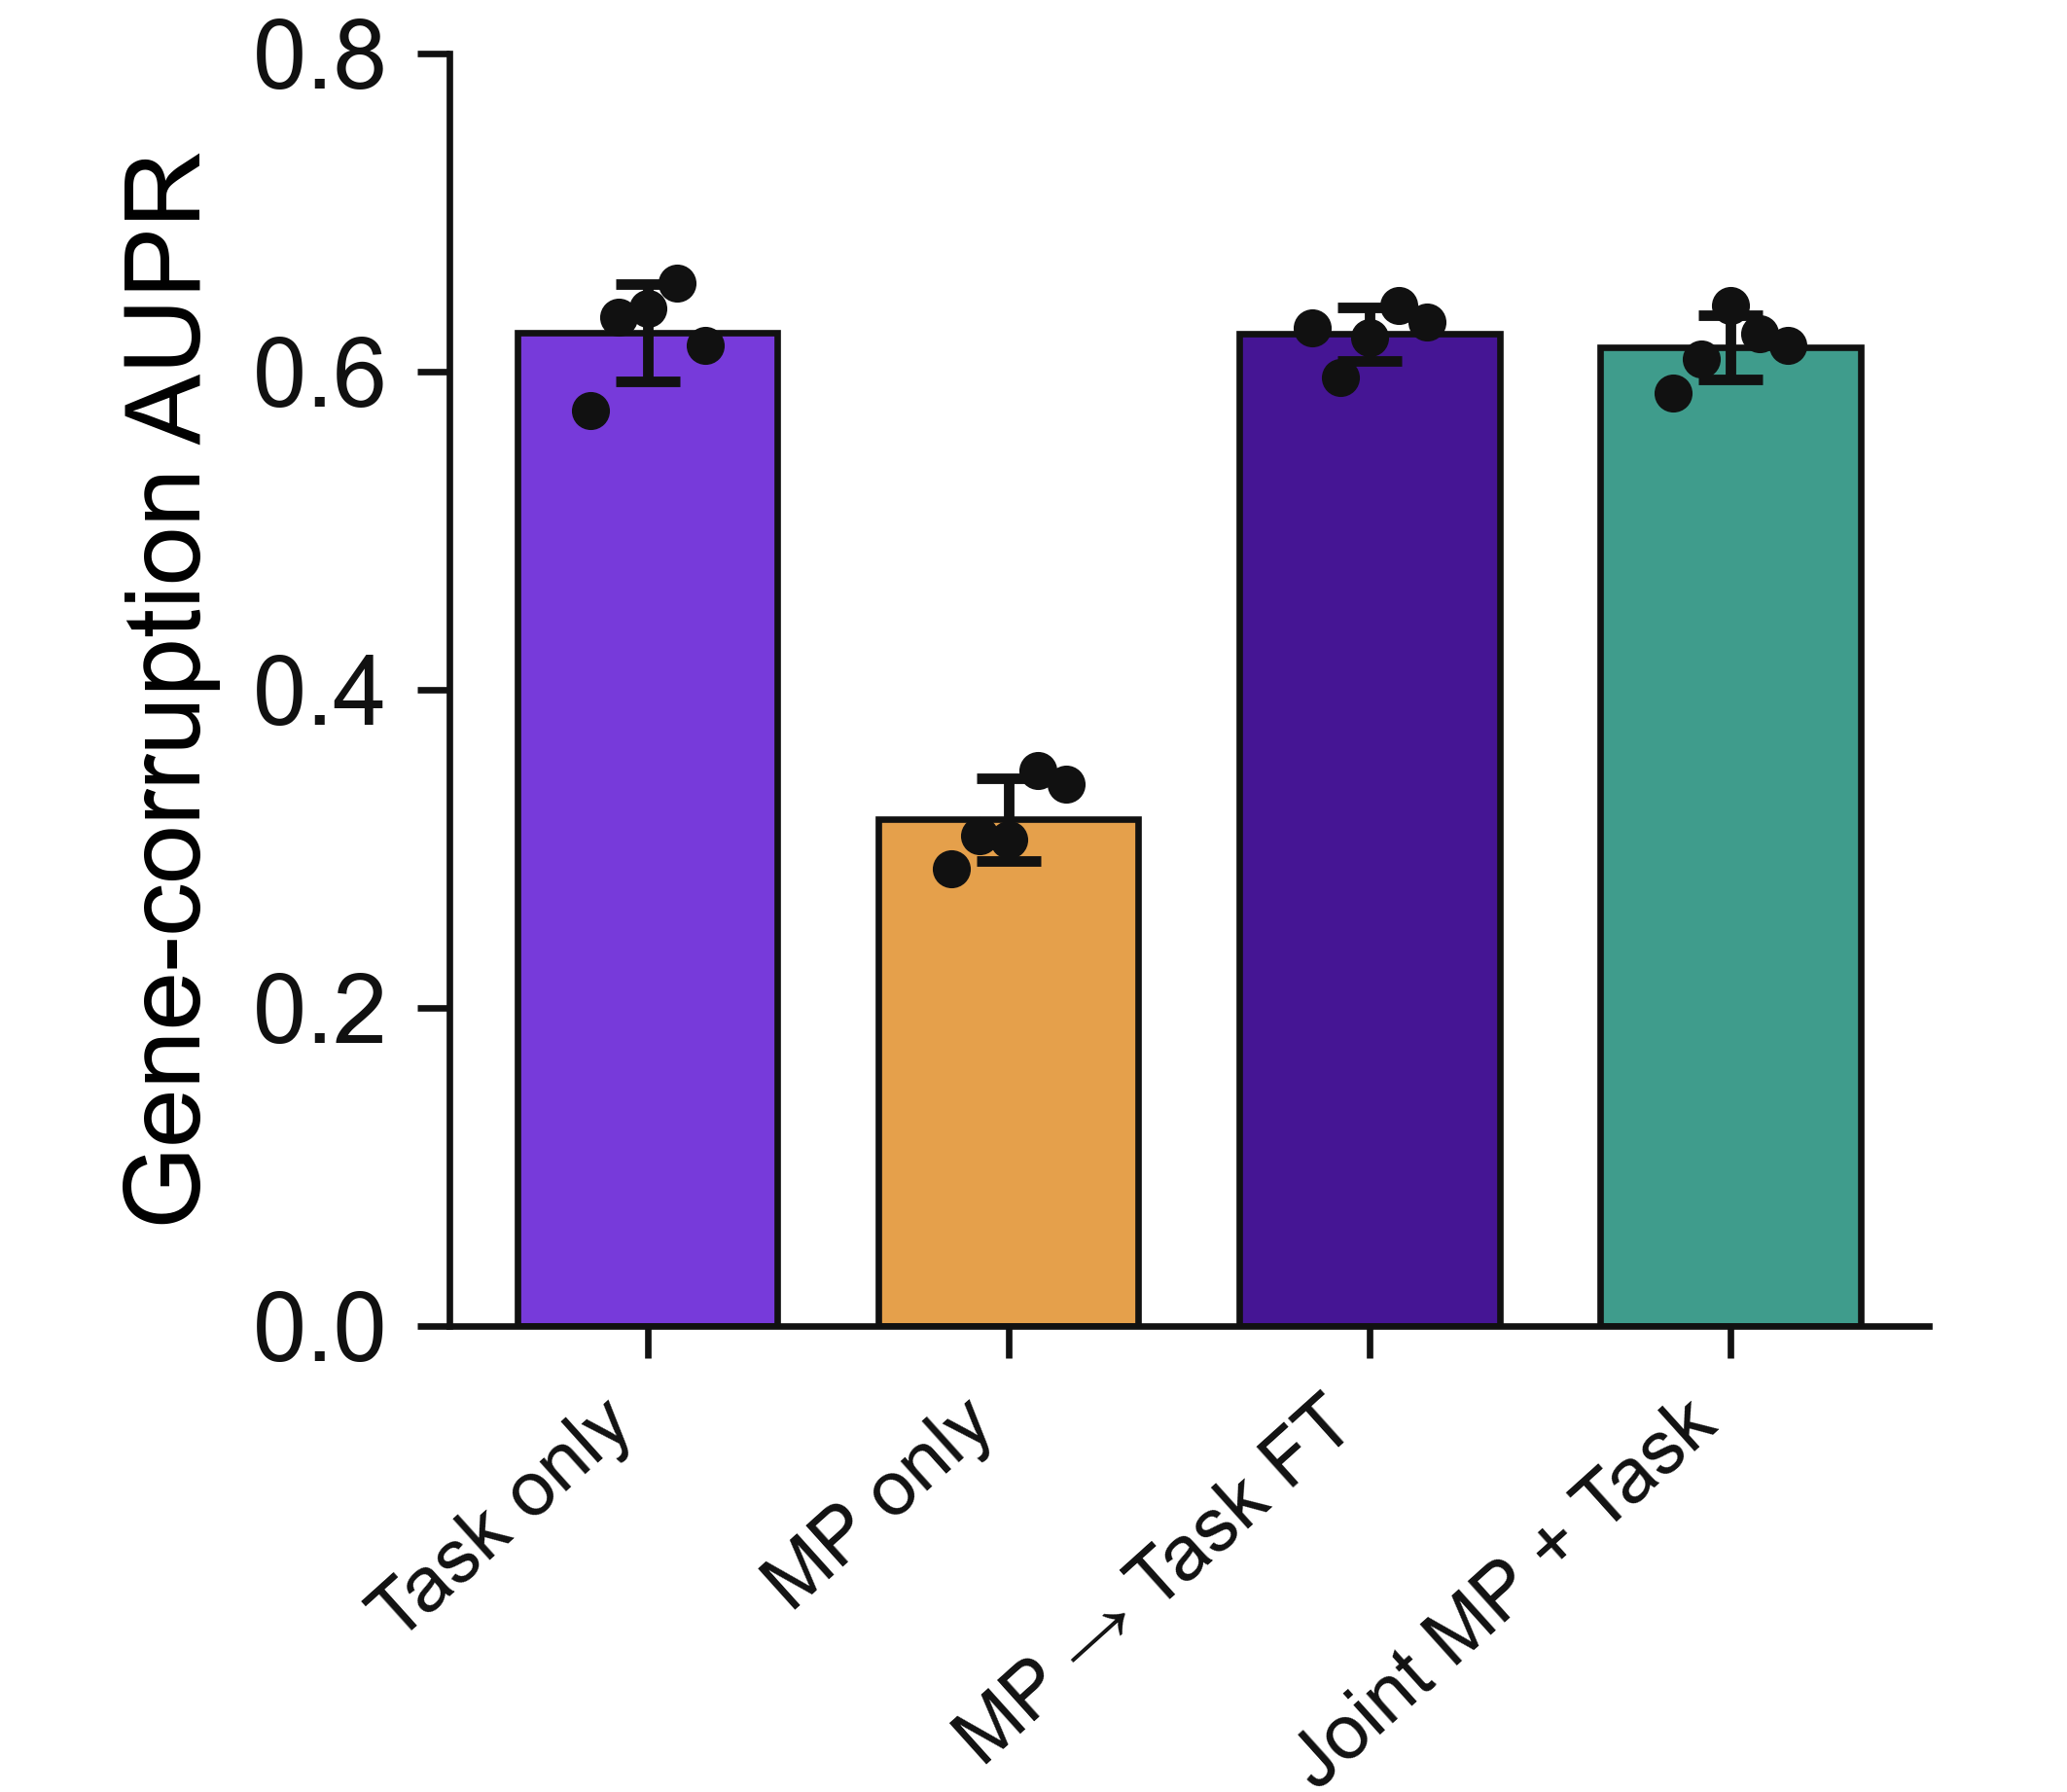 Gene-corruption AUPR
0.8
0.6
0.4
0.2
0.0
Task only
MP only
MP → Task FT
Joint MP + Task